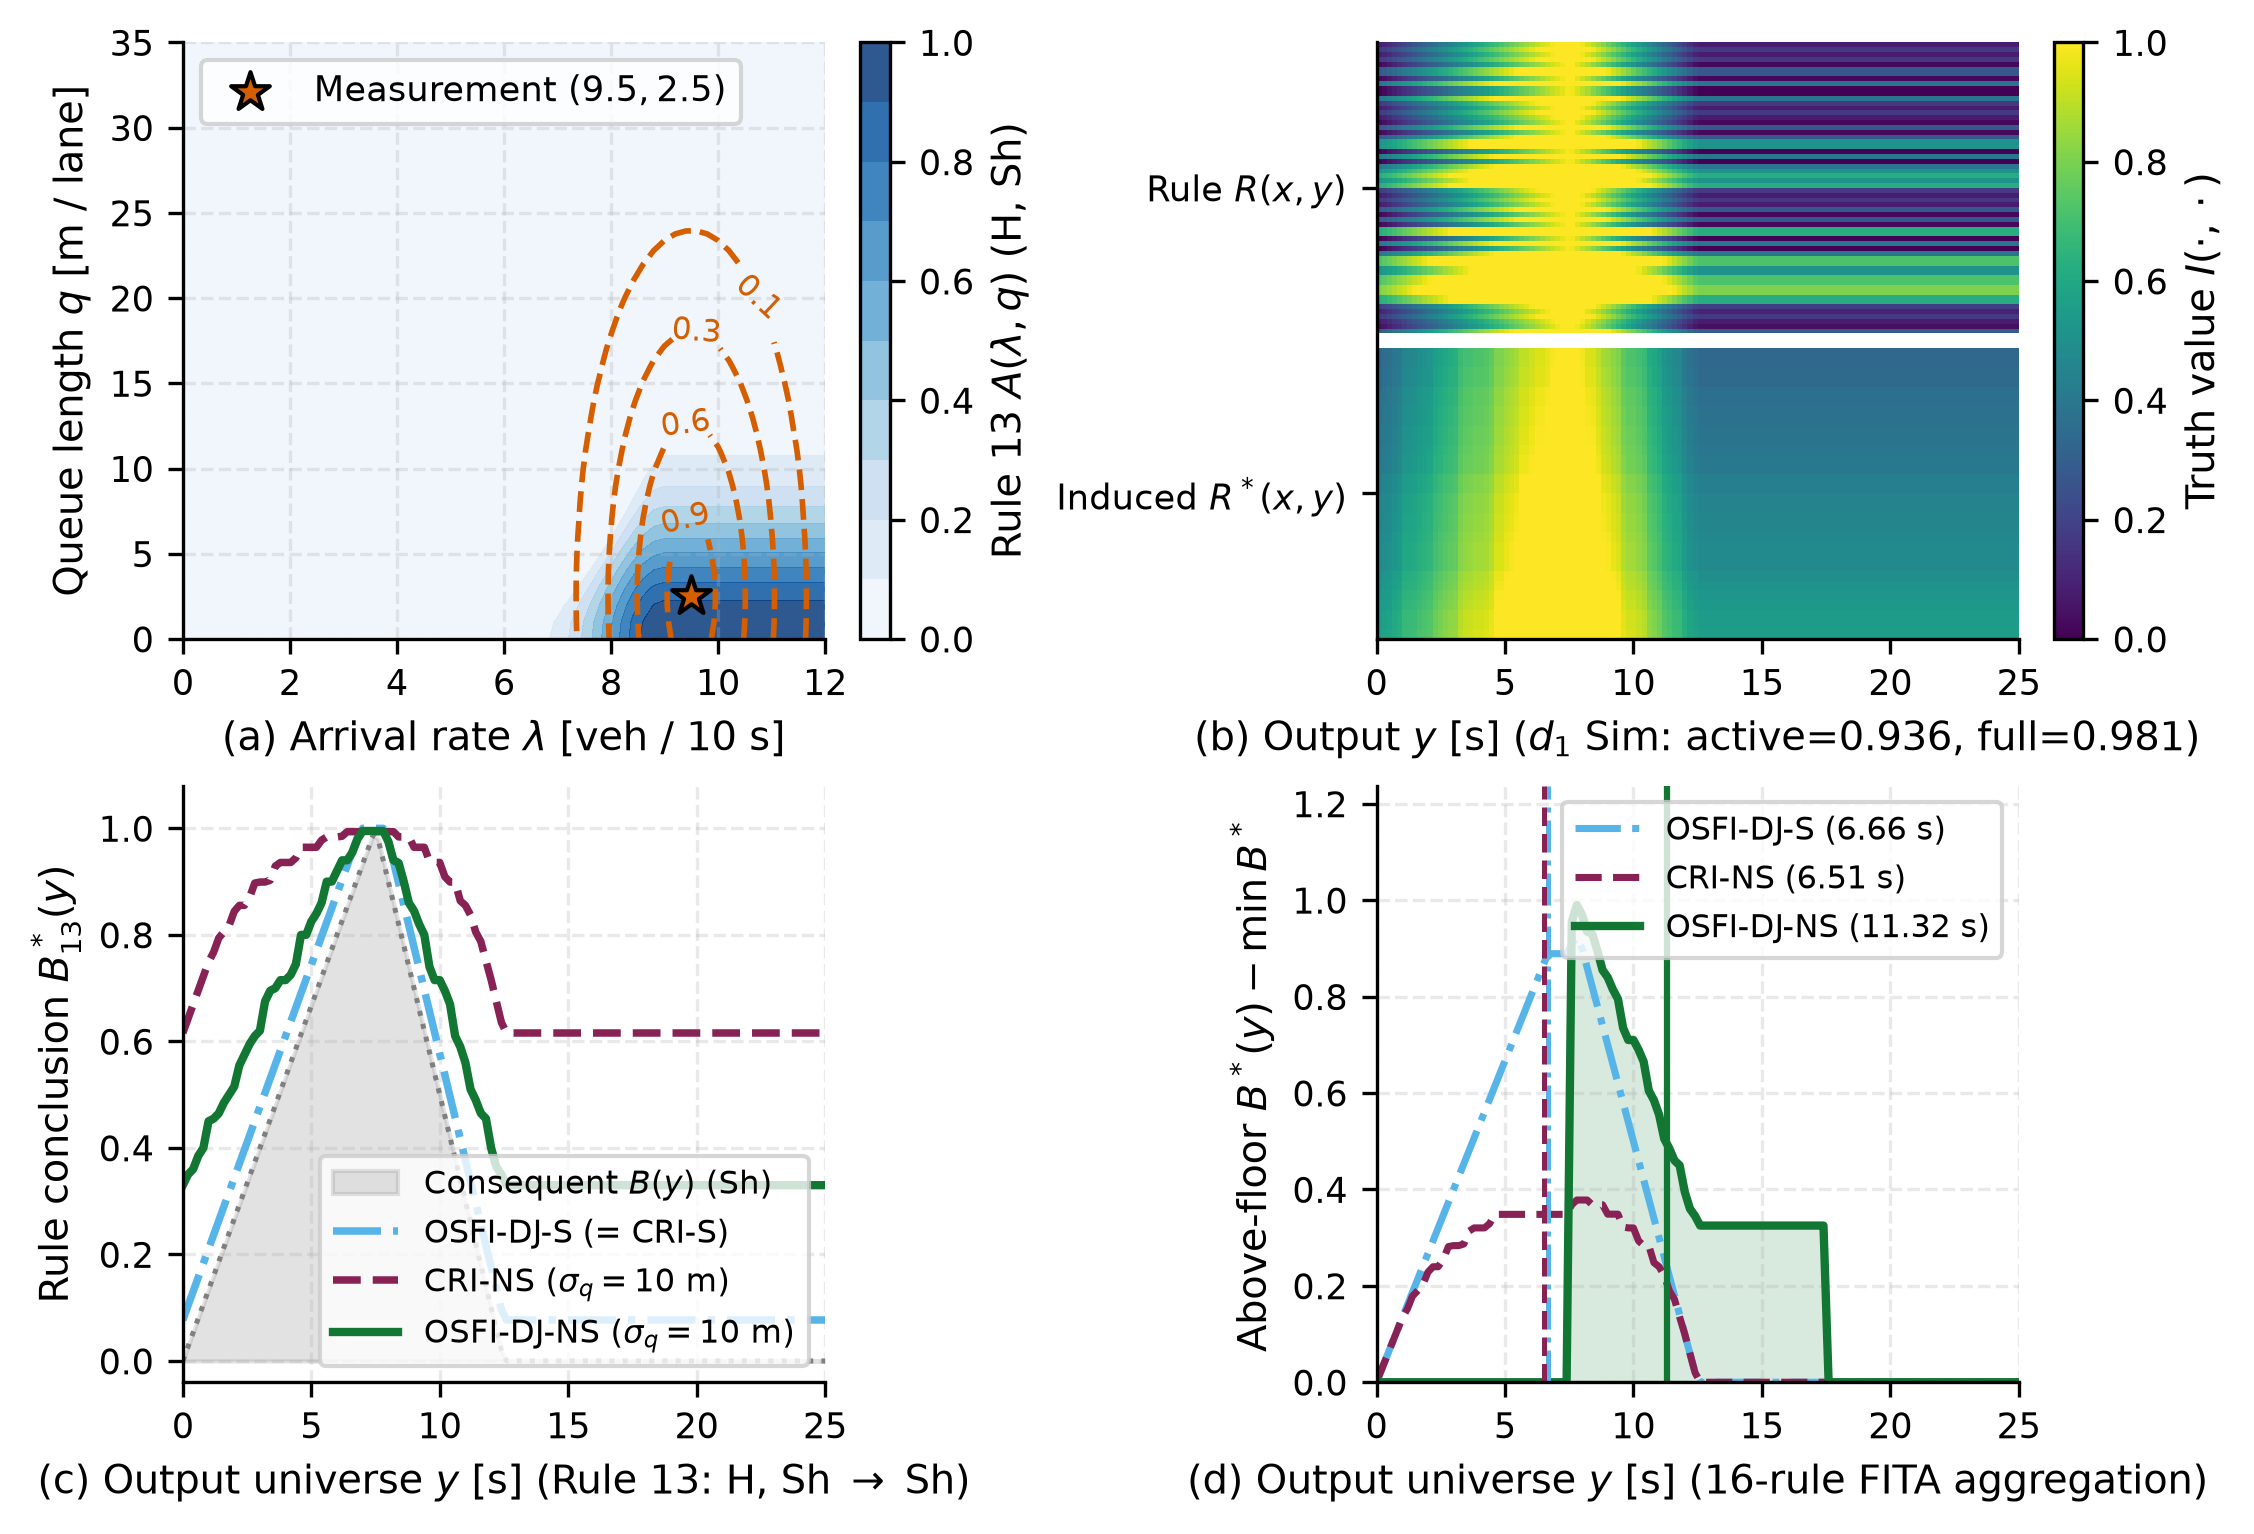 35
30
25
20
15
10
5
0
Queue length q [m / lane]
Measurement (9.5, 2.5)
0.1
0.3
0.6
0.9
0 2 4 6 8 10 12
(a) Arrival rate λ [veh / 10 s]
1.0
0.8
0.6
0.4
0.2
0.0
Rule 13 A(λ, q) (H, Sh)
Rule R(x, y)
Induced R*(x, y)
0 5 10 15 20 25
(b) Output y [s] (d₁ Sim: active=0.936, full=0.981)
1.0
0.8
0.6
0.4
0.2
0.0
Truth value I(·, ·)
1.0
0.8
0.6
0.4
0.2
0.0
Rule conclusion B*₁₃(y)
Consequent B(y) (Sh)
OSFI-DJ-S (= CRI-S)
CRI-NS (σ_q = 10 m)
OSFI-DJ-NS (σ_q = 10 m)
0 5 10 15 20 25
(c) Output universe y [s] (Rule 13: H, Sh → Sh)
1.2
1.0
0.8
0.6
0.4
0.2
0.0
Above-floor B*(y) − min B*
OSFI-DJ-S (6.66 s)
CRI-NS (6.51 s)
OSFI-DJ-NS (11.32 s)
0 5 10 15 20 25
(d) Output universe y [s] (16-rule FITA aggregation)